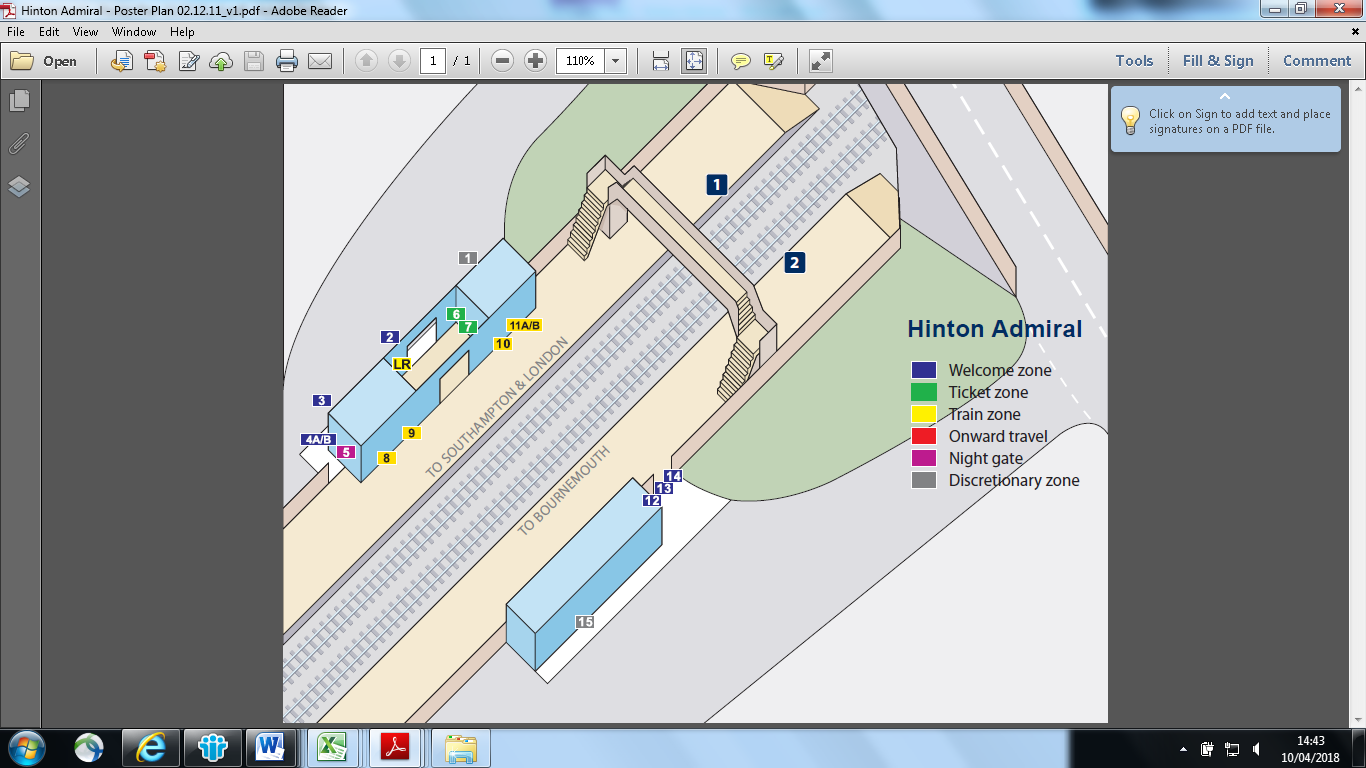 Hinton Admiral - Poster Plan 02.12.11_v1.pdf - Adobe Reader
File Edit View Window Help
Open 1 / 1 110% Tools Fill & Sign Comment
Click on Sign to add text and place
signatures on a PDF file.
1
2
1
6
7
11A/B
2
10
LR
3
4A/B
9
5
8
TO SOUTHAMPTON & LONDON
TO BOURNEMOUTH
14
13
12
15
Hinton Admiral
Welcome zone
Ticket zone
Train zone
Onward travel
Night gate
Discretionary zone
14:43
10/04/2018